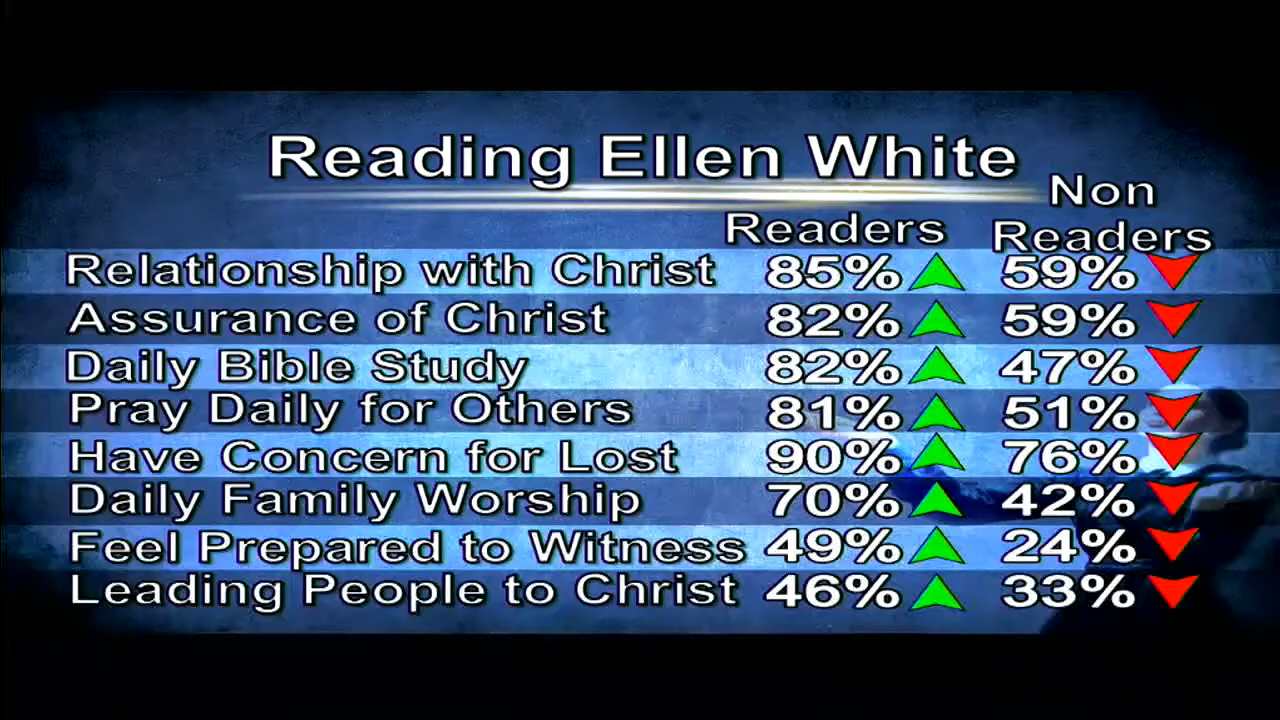 Reading Ellen White
Readers Non Readers
Relationship with Christ 85% 59%
Assurance of Christ 82% 59%
Daily Bible Study 82% 47%
Pray Daily for Others 81% 51%
Have Concern for Lost 90% 76%
Daily Family Worship 70% 42%
Feel Prepared to Witness 49% 24%
Leading People to Christ 46% 33%